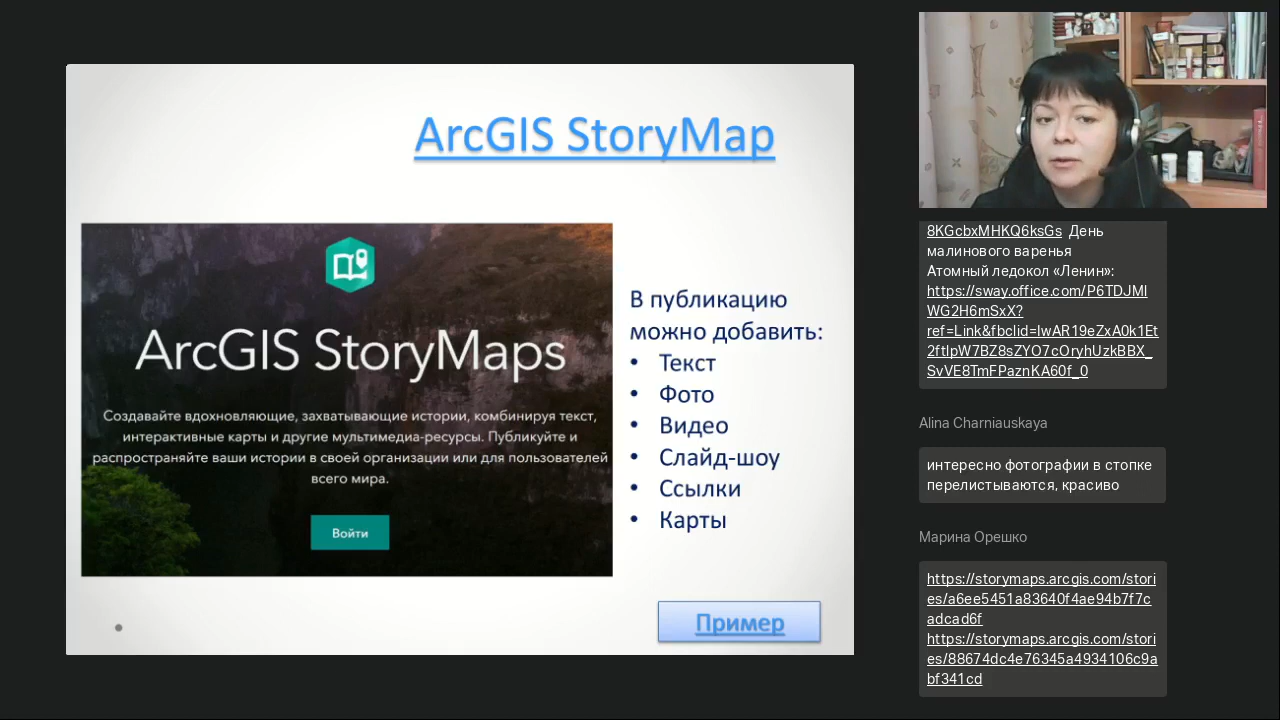 ArcGIS StoryMap
ArcGIS StoryMaps
Создавайте вдохновляющие, захватывающие истории, комбинируя текст,
интерактивные карты и другие мультимедиа-ресурсы. Публикуйте и
распространяйте ваши истории в своей организации или для пользователей
всего мира.
Войти
В публикацию
можно добавить:
• Текст
• Фото
• Видео
• Слайд-шоу
• Ссылки
• Карты
Пример
8KGcbxMHKQ6ksGs День
малинового варенья
Атомный ледокол «Ленин»:
https://sway.office.com/P6TDJMl
WG2H6mSxX?
ref=Link&fbclid=IwAR19eZxA0k1Et
2ftlpW7BZ8sZYO7cOryhUzkBBX_
SvVE8TmFPaznKA60f_0
Alina Charniauskaya
интересно фотографии в стопке
перелистываются, красиво
Марина Орешко
https://storymaps.arcgis.com/stori
es/a6ee5451a83640f4ae94b7f7c
adcad6f
https://storymaps.arcgis.com/stori
es/88674dc4e76345a4934106c9a
bf341cd